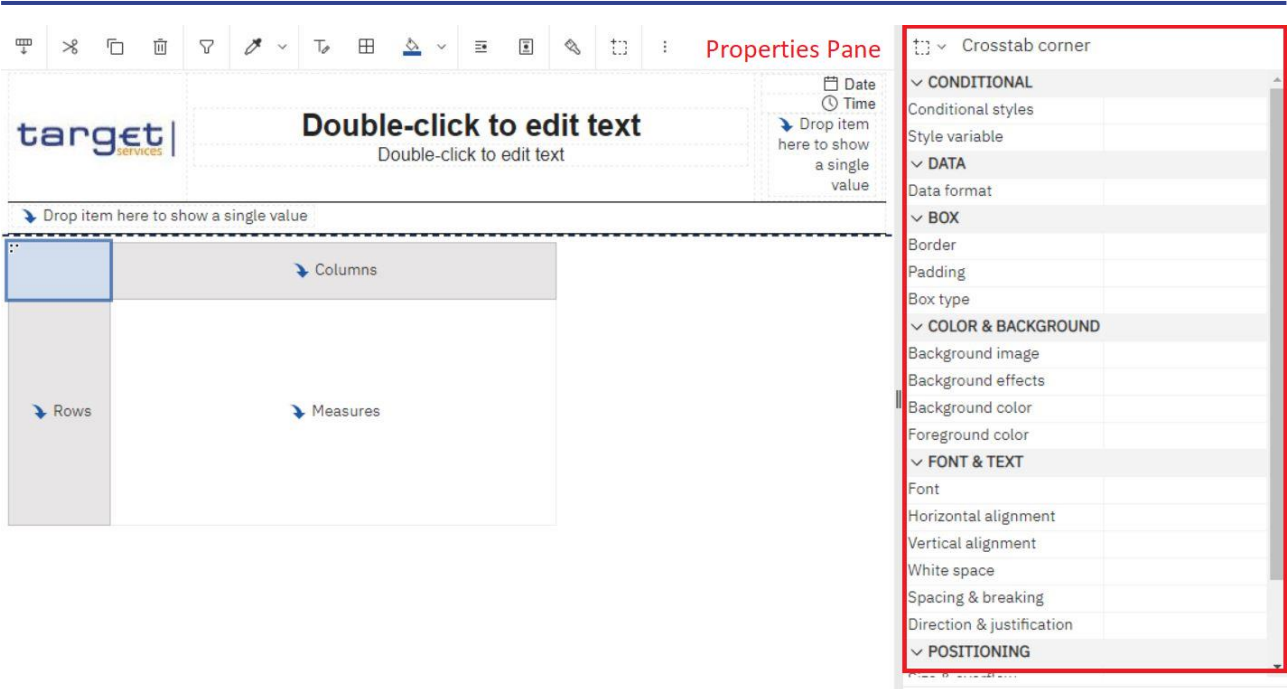 Properties Pane
Date
Time
target
services
Double-click to edit text
Double-click to edit text
Drop item
here to show
a single
value
Drop item here to show a single value
Columns
Rows
Measures
Crosstab corner
CONDITIONAL
Conditional styles
Style variable
DATA
Data format
BOX
Border
Padding
Box type
COLOR & BACKGROUND
Background image
Background effects
Background color
Foreground color
FONT & TEXT
Font
Horizontal alignment
Vertical alignment
White space
Spacing & breaking
Direction & justification
POSITIONING